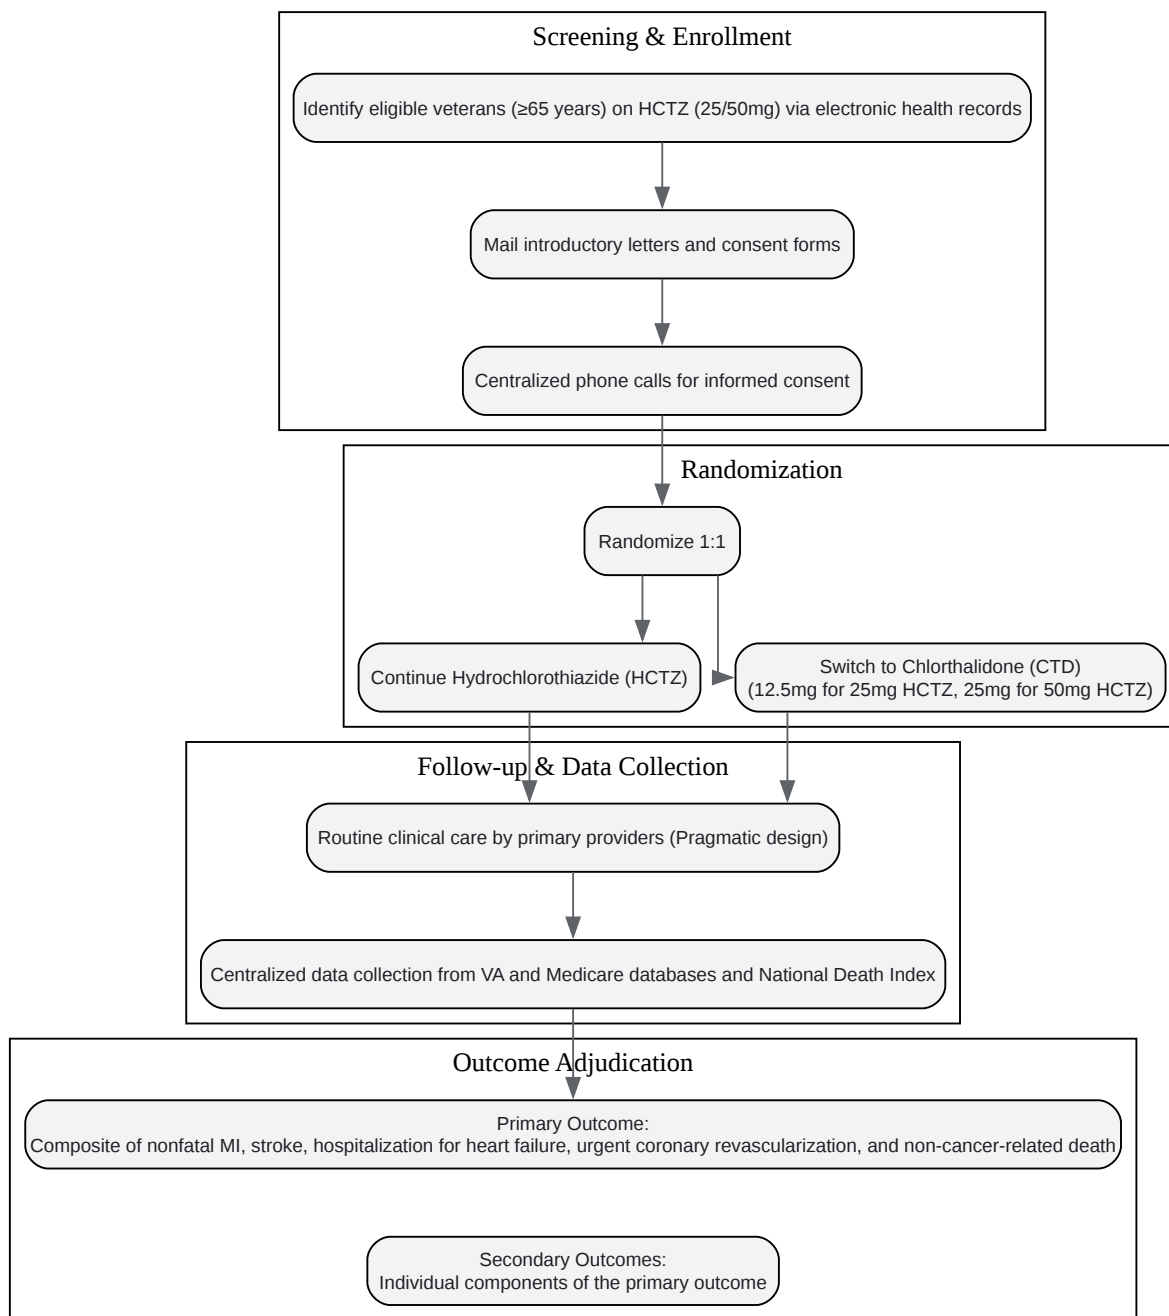 Screening & Enrollment
Identify eligible veterans (≥65 years) on HCTZ (25/50mg) via electronic health records
Mail introductory letters and consent forms
Centralized phone calls for informed consent
Randomization
Randomize 1:1
Continue Hydrochlorothiazide (HCTZ)
Switch to Chlorthalidone (CTD)
(12.5mg for 25mg HCTZ, 25mg for 50mg HCTZ)
Follow-up & Data Collection
Routine clinical care by primary providers (Pragmatic design)
Centralized data collection from VA and Medicare databases and National Death Index
Outcome Adjudication
Primary Outcome:
Composite of nonfatal MI, stroke, hospitalization for heart failure, urgent coronary revascularization, and non-cancer-related death
Secondary Outcomes:
Individual components of the primary outcome